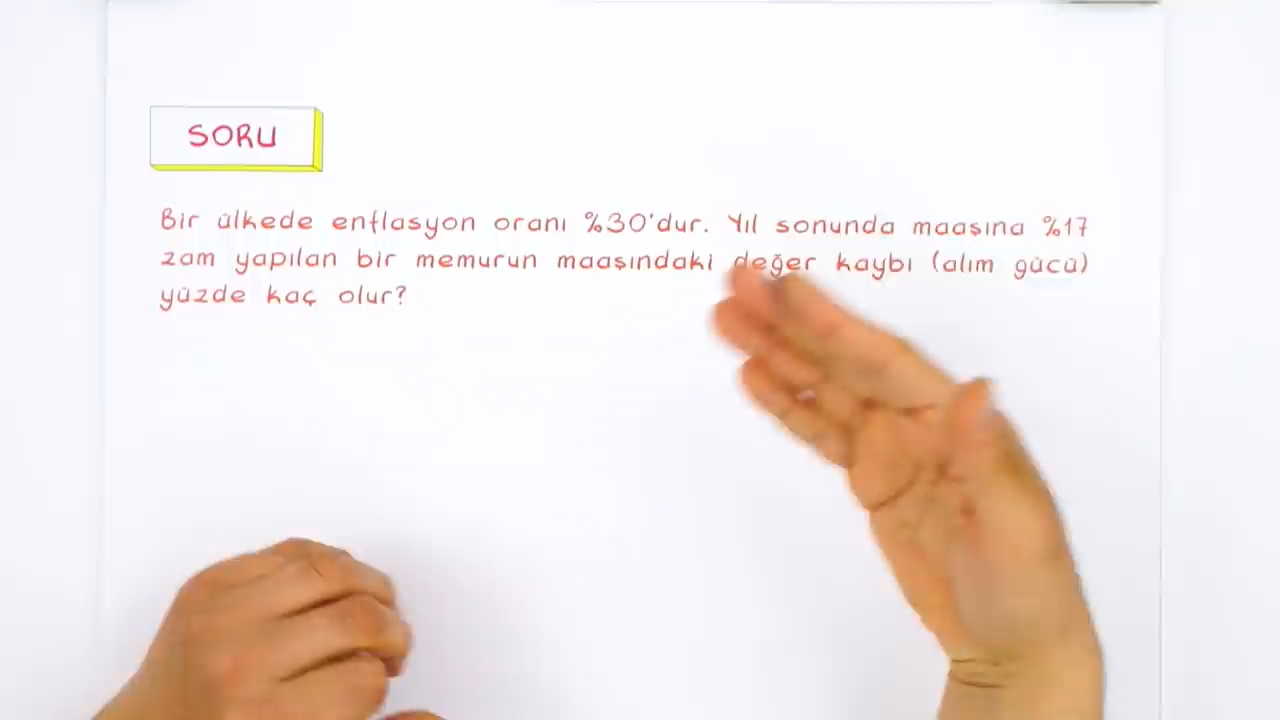 SORU
Bir ülkede enflasyon oranı %30'dur. Yıl sonunda maaşına %17
zam yapılan bir memurun maaşındaki değer kaybı (alım gücü)
yüzde kaç olur?